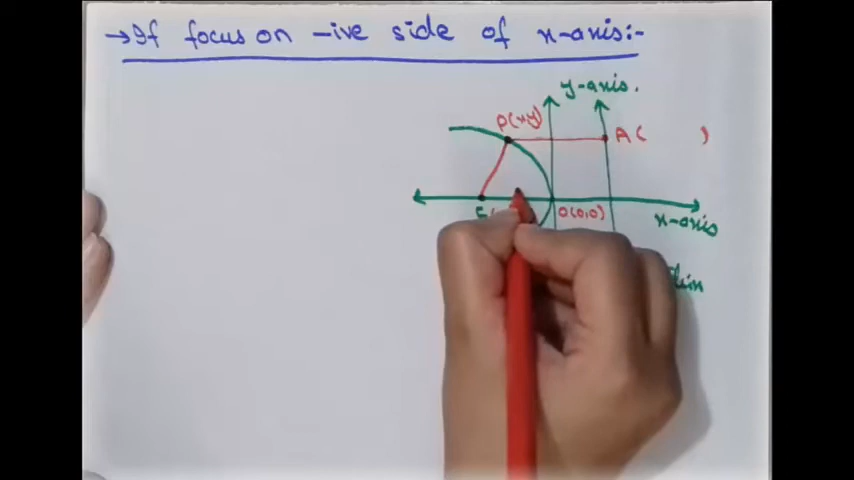 →If focus on -ive side of x-axis:-
y-axis.
P(x,y)
A( )
O(0,0)
x-axis